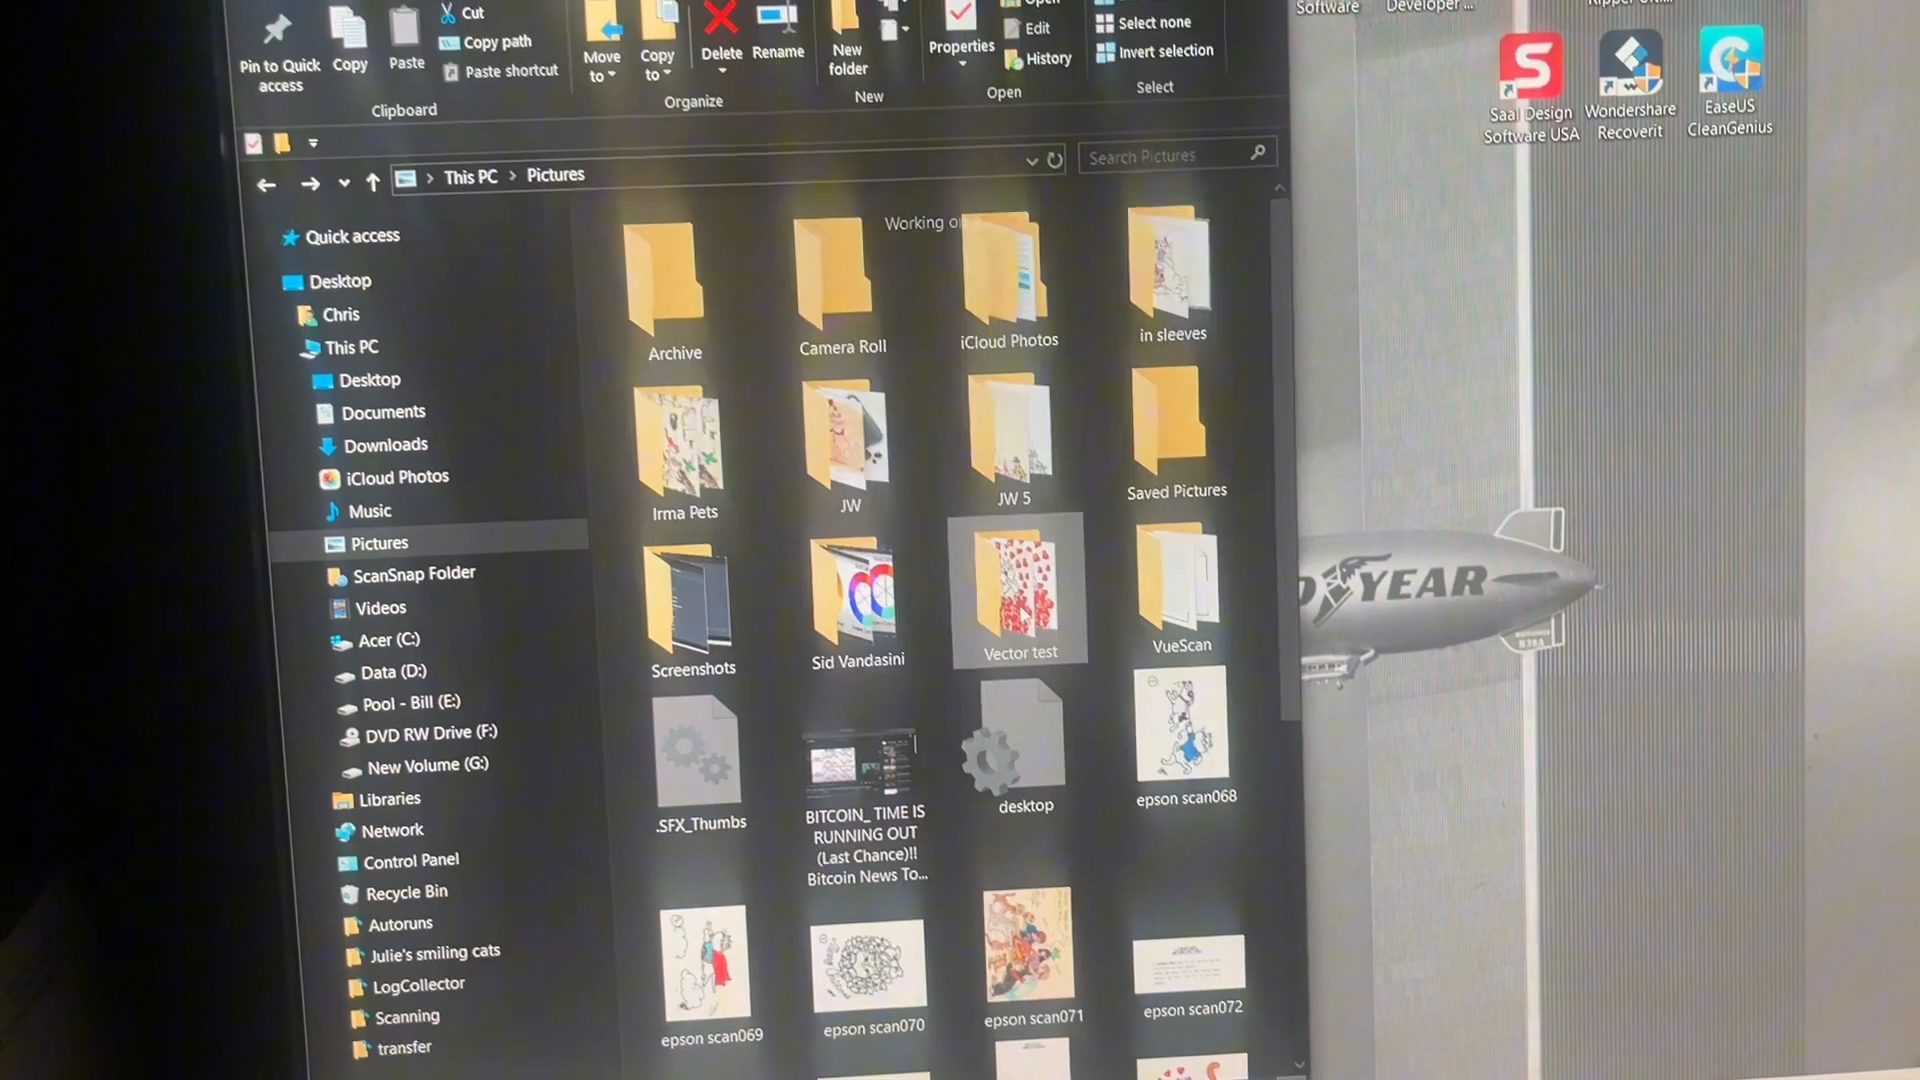 Software
Developer ...
Cut
Copy path
Paste shortcut
Pin to Quick
access
Copy
Paste
Clipboard
Move
to
Copy
to
Delete
Rename
Organize
New
folder
New
Properties
Open
Edit
History
Open
Select none
Invert selection
Select
This PC > Pictures
Search Pictures
Saal Design
Software USA
Wondershare
Recoverit
EaseUS
CleanGenius
Quick access
Desktop
Chris
This PC
Desktop
Documents
Downloads
iCloud Photos
Music
Pictures
ScanSnap Folder
Videos
Acer (C:)
Data (D:)
Pool - Bill (E:)
DVD RW Drive (F:)
New Volume (G:)
Libraries
Network
Control Panel
Recycle Bin
Autoruns
Julie's smiling cats
LogCollector
Scanning
transfer
Working
Archive
Camera Roll
iCloud Photos
in sleeves
Irma Pets
JW
JW 5
Saved Pictures
Screenshots
Sid Vandasini
Vector test
VueScan
.SFX_Thumbs
BITCOIN_ TIME IS
RUNNING OUT
(Last Chance)!!
Bitcoin News To...
desktop
epson scan068
epson scan069
epson scan070
epson scan071
epson scan072
YEAR